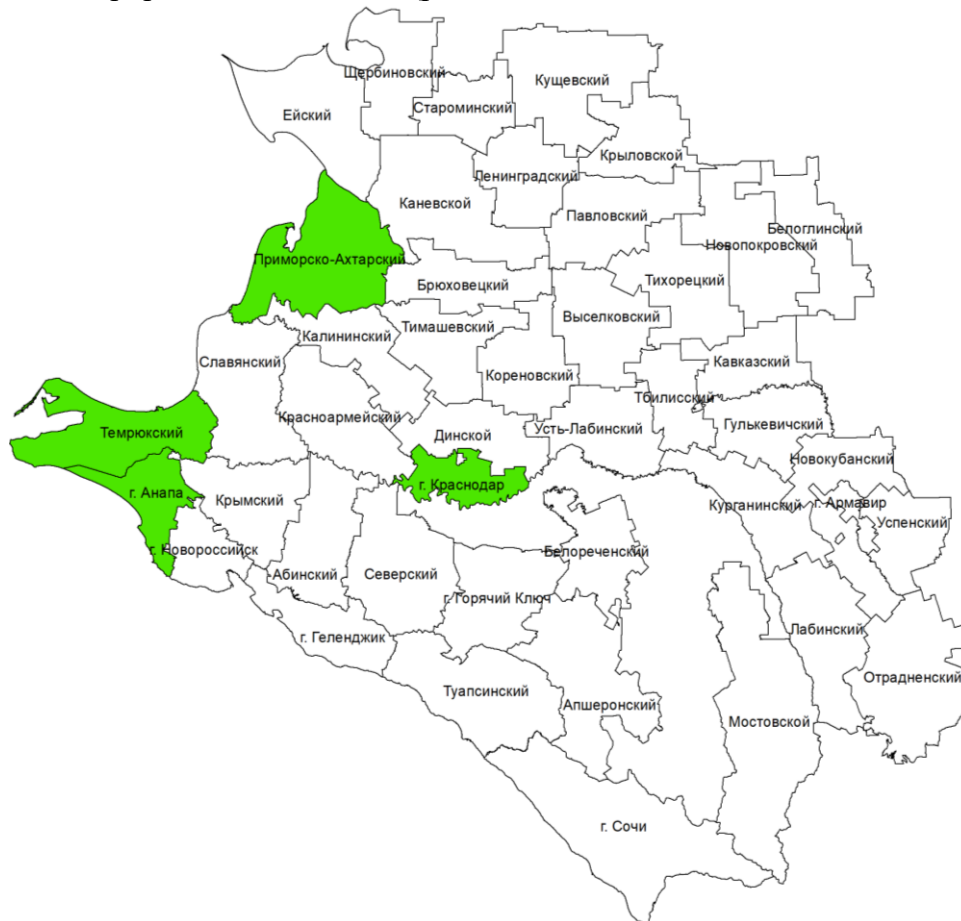 Щербиновский
Кущевский
Ейский
Староминский
Крыловской
Ленинградский
Каневской
Павловский
Белоглинский
Новопокровский
Приморско-Ахтарский
Брюховецкий
Тихорецкий
Выселковский
Тимашевский
Калининский
Славянский
Кавказский
Кореновский
Тбилисский
Красноармейский
Гулькевичский
Темрюкский
Динской
Усть-Лабинский
Новокубанский
г. Краснодар
г. Анапа
Крымский
Курганинский
г. Армавир
Успенский
г. Новороссийск
Белореченский
Абинский
Северский
г. Горячий Ключ
г. Геленджик
Лабинский
Отрадненский
Туапсинский
Апшеронский
Мостовской
г. Сочи